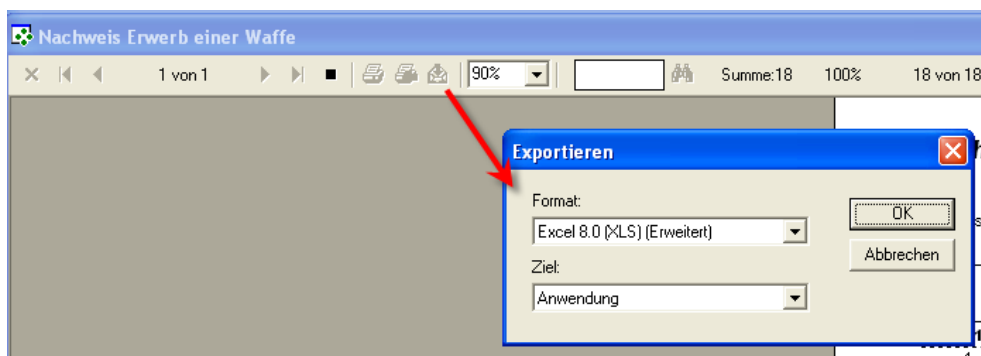 Nachweis Erwerb einer Waffe
1 von 1 90% Summe:18 100% 18 von 18
Exportieren
Format:
Excel 8.0 (XLS) (Erweitert)
OK
Ziel:
Abbrechen
Anwendung